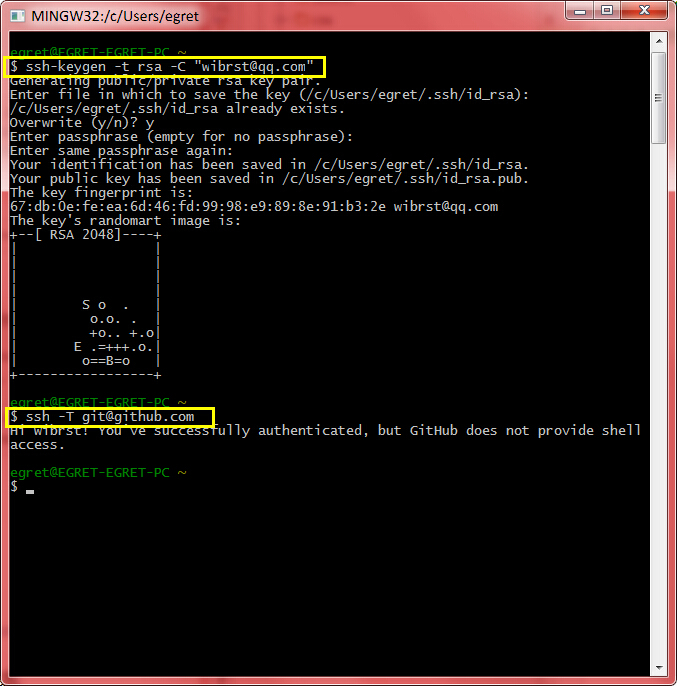 MINGW32:/c/Users/egret
egret@EGRET-EGRET-PC ~
$ ssh-keygen -t rsa -C "wibrst@qq.com"
Generating public/private rsa key pair.
Enter file in which to save the key (/c/Users/egret/.ssh/id_rsa):
/c/Users/egret/.ssh/id_rsa already exists.
Overwrite (y/n)? y
Enter passphrase (empty for no passphrase):
Enter same passphrase again:
Your identification has been saved in /c/Users/egret/.ssh/id_rsa.
Your public key has been saved in /c/Users/egret/.ssh/id_rsa.pub.
The key fingerprint is:
67:db:0e:fe:ea:6d:46:fd:99:98:e9:89:8e:91:b3:2e wibrst@qq.com
The key's randomart image is:
+--[ RSA 2048]----+
|                 |
|                 |
|                 |
|                 |
|        S o  .   |
|         o.o. .  |
|         +o.. +.o|
|       E .=+++.o.|
|        o==B=o   |
+-----------------+
egret@EGRET-EGRET-PC ~
$ ssh -T git@github.com
Hi wibrst! You've successfully authenticated, but GitHub does not provide shell
access.
egret@EGRET-EGRET-PC ~
$